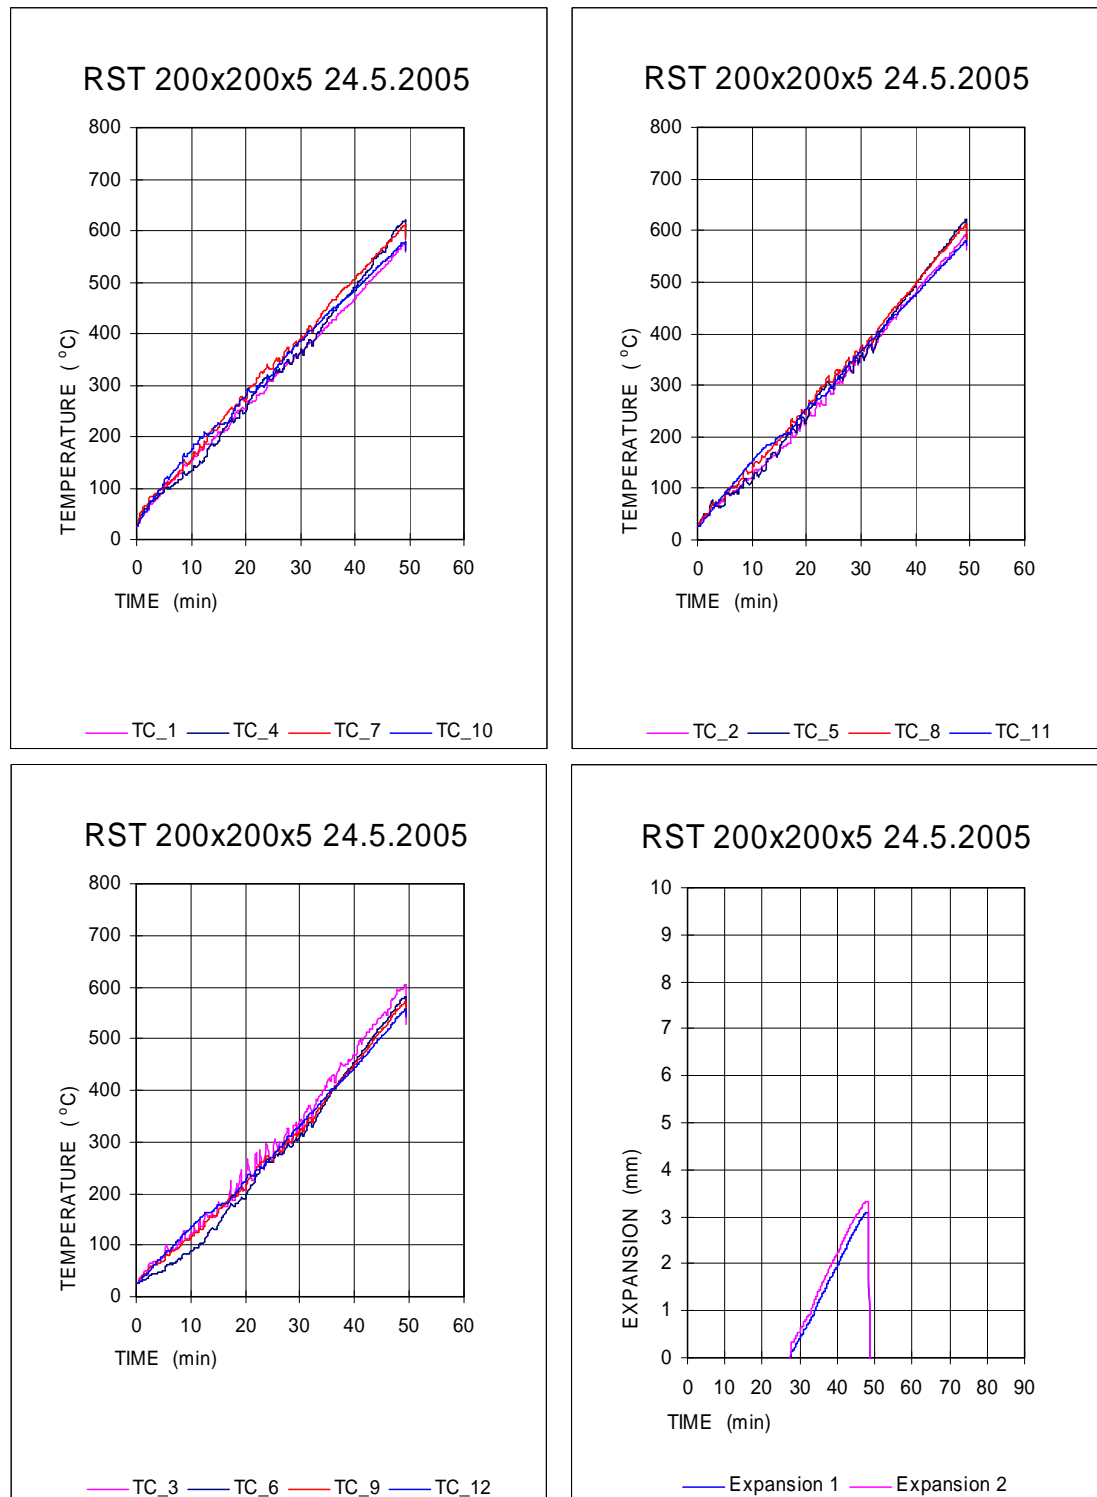 RST 200x200x5 24.5.2005
800
700
600
500
400
300
200
100
0
TEMPERATURE (°C)
0 10 20 30 40 50 60
TIME (min)
TC_1 TC_4 TC_7 TC_10
RST 200x200x5 24.5.2005
800
700
600
500
400
300
200
100
0
TEMPERATURE (°C)
0 10 20 30 40 50 60
TIME (min)
TC_2 TC_5 TC_8 TC_11
RST 200x200x5 24.5.2005
800
700
600
500
400
300
200
100
0
TEMPERATURE (°C)
0 10 20 30 40 50 60
TIME (min)
TC_3 TC_6 TC_9 TC_12
RST 200x200x5 24.5.2005
10
9
8
7
6
5
4
3
2
1
0
EXPANSION (mm)
0 10 20 30 40 50 60 70 80 90
TIME (min)
Expansion 1 Expansion 2